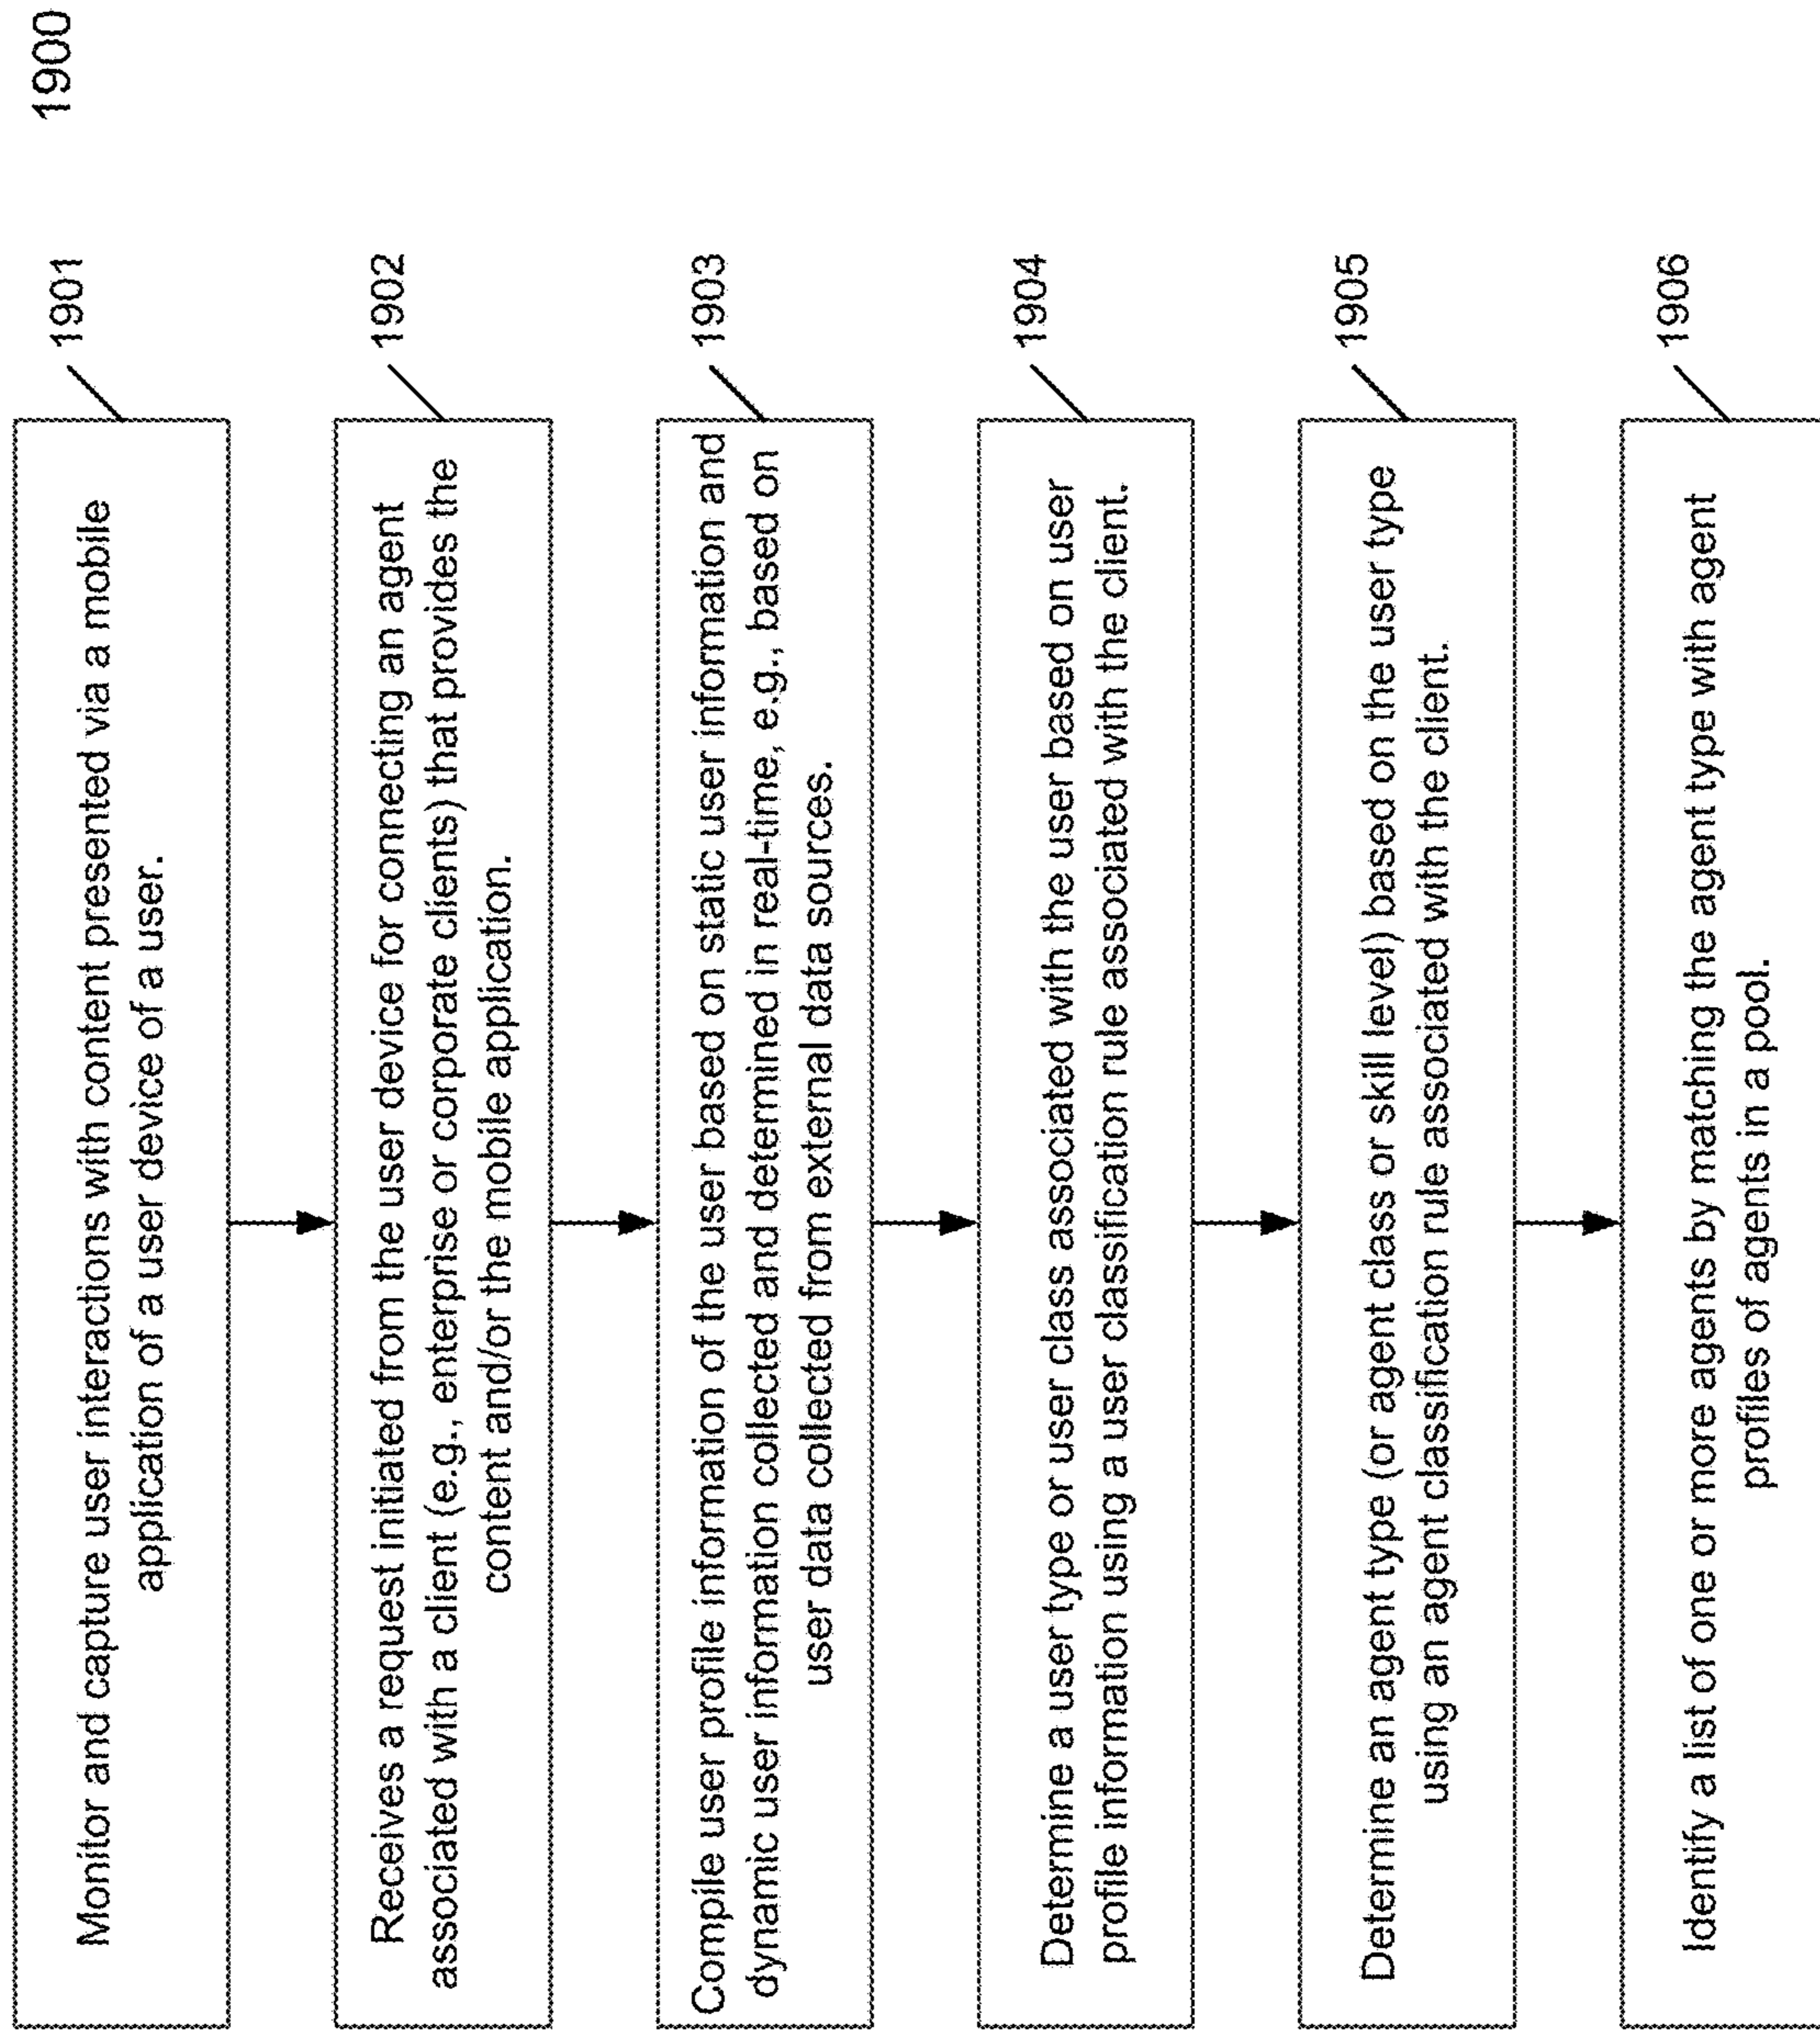 1900
Monitor and capture user interactions with content presented via a mobile
application of a user device of a user.
1901
Receives a request initiated from the user device for connecting an agent
associated with a client (e.g., enterprise or corporate clients) that provides the
content and/or the mobile application.
1902
Compile user profile information of the user based on static user information and
dynamic user information collected and determined in real-time, e.g., based on
user data collected from external data sources.
1903
Determine a user type or user class associated with the user based on user
profile information using a user classification rule associated with the client.
1904
Determine an agent type (or agent class or skill level) based on the user type
using an agent classification rule associated with the client.
1905
Identify a list of one or more agents by matching the agent type with agent
profiles of agents in a pool.
1906